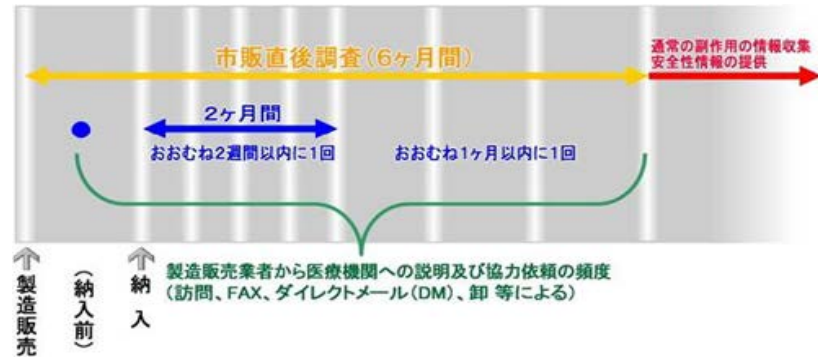 市販直後調査(6ヶ月間)
通常の副作用の情報収集
安全性情報の提供
2ヶ月間
おおむね2週間以内に1回
おおむね1ヶ月以内に1回
製造販売
(納入前)
納入
製造販売業者から医療機関への説明及び協力依頼の頻度
(訪問、FAX、ダイレクトメール(DM)、卸 等による)